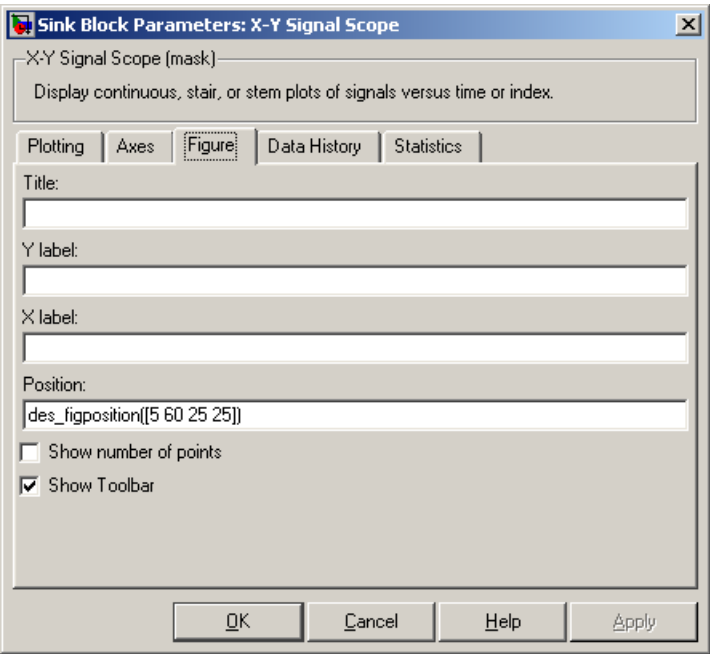 Sink Block Parameters: X-Y Signal Scope
X-Y Signal Scope (mask)
Display continuous, stair, or stem plots of signals versus time or index.
Plotting Axes Figure Data History Statistics
Title:
Y label:
X label:
Position:
des_figposition([5 60 25 25])
Show number of points
Show Toolbar
OK Cancel Help Apply